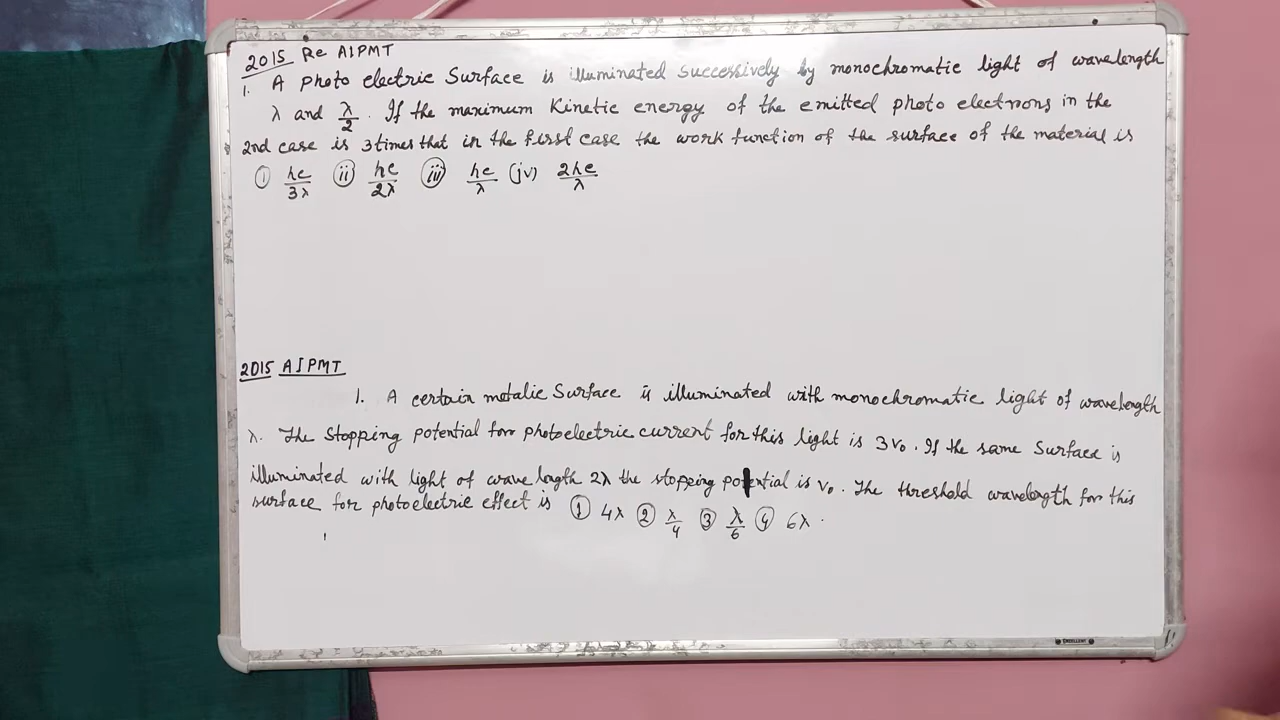 2015 Re AIPMT
1. A photo electric Surface is illuminated successively by monochromatic light of wavelength
λ and λ/2. If the maximum Kinetic energy of the emitted photo electrons in the
2nd case is 3 times that in the first case the work function of the surface of the material is
(i) hc/3λ (ii) hc/2λ (iii) hc/λ (iv) 2hc/λ
2015 AIPMT
1. A certain metalic Surface is illuminated with monochromatic light of wavelength
λ. The stopping potential for photoelectric current for this light is 3V₀. If the same Surface is
illuminated with light of wave length 2λ the stopping potential is V₀. The threshold wavelength for this
surface for photoelectric effect is ① 4λ ② λ/4 ③ λ/6 ④ 6λ.
EXCELLENT